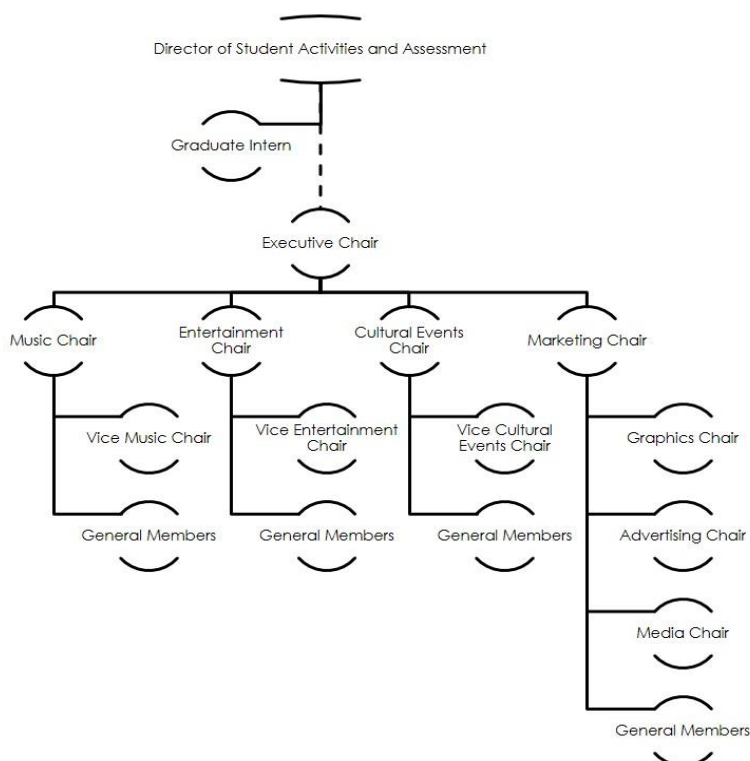 Director of Student Activities and Assessment
Graduate Intern
Executive Chair
Music Chair
Entertainment
Chair
Cultural Events
Chair
Marketing Chair
Vice Music Chair
Vice Entertainment
Chair
Vice Cultural
Events Chair
Graphics Chair
General Members
General Members
General Members
Advertising Chair
Media Chair
General Members